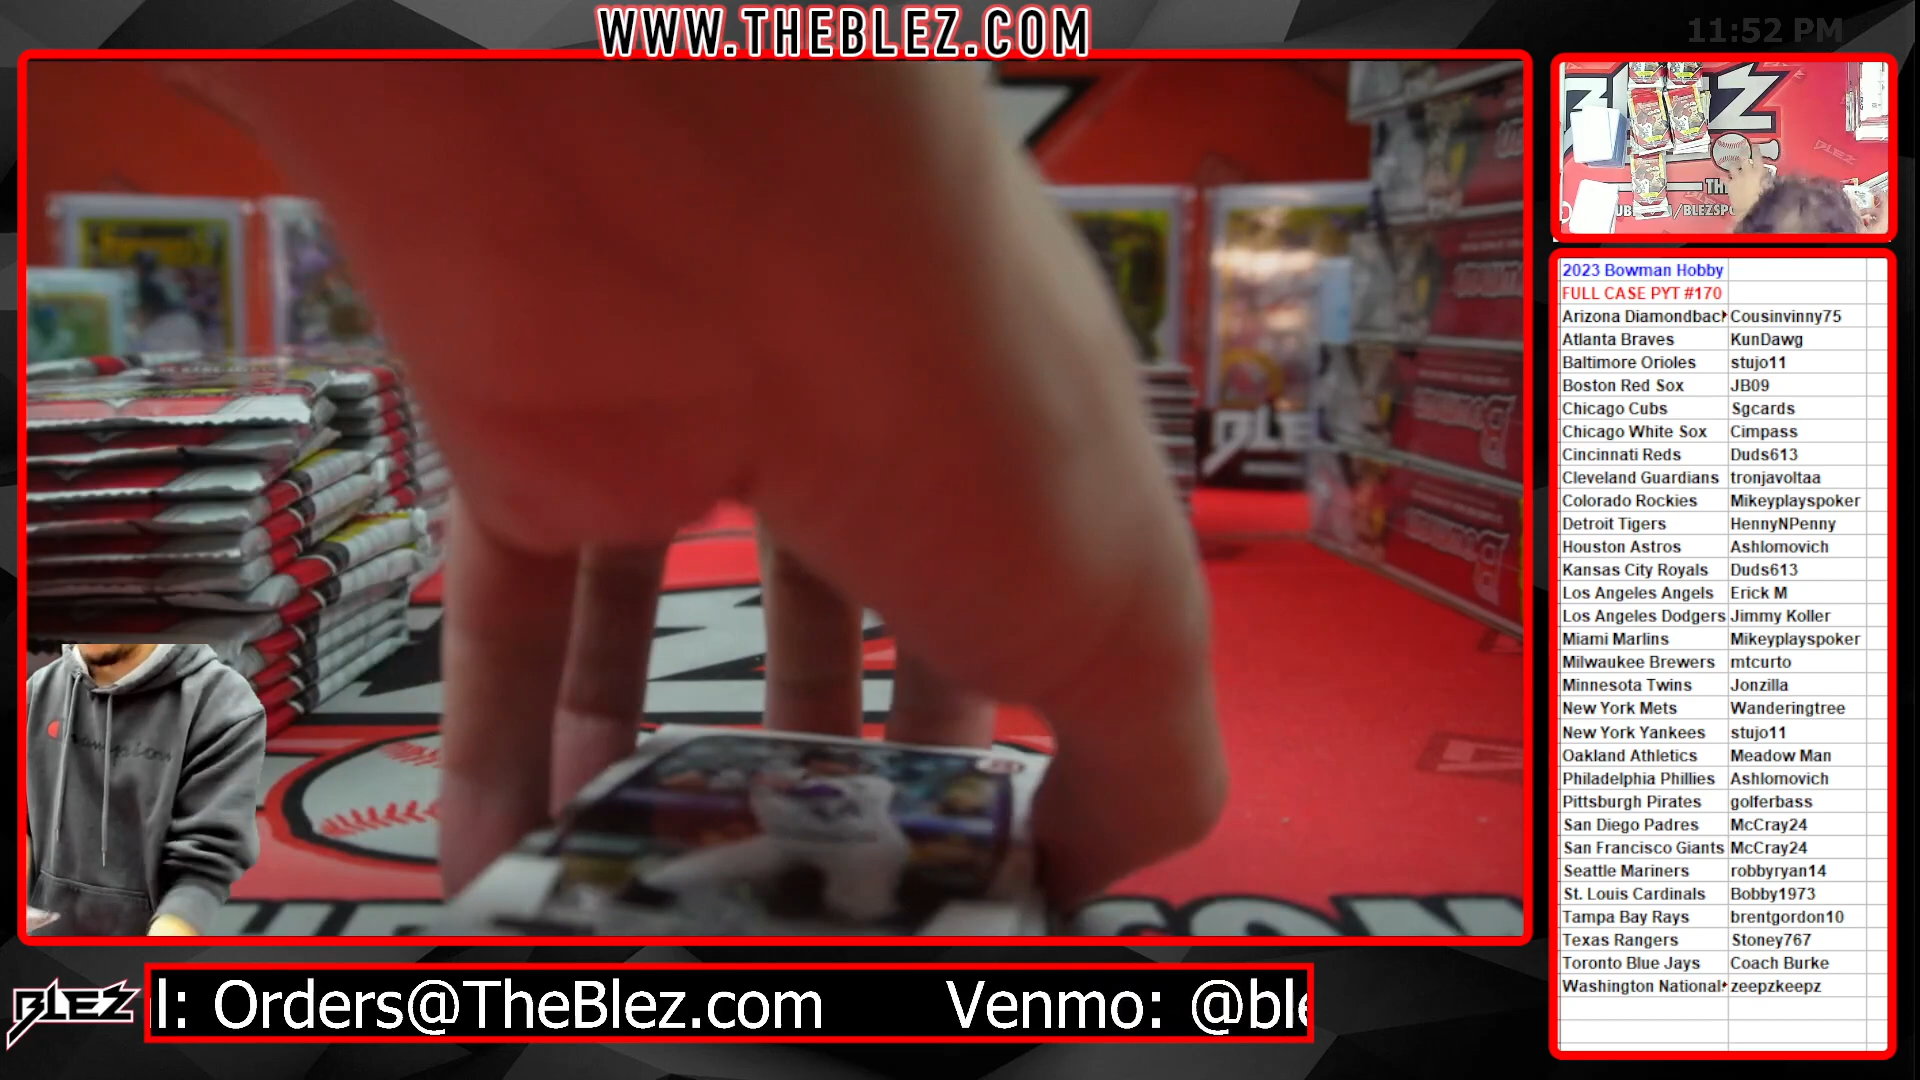 WWW.THEBLEZ.COM
11:52 PM
2023 Bowman Hobby
FULL CASE PYT #170
Arizona Diamondbac Cousinvinny75
Atlanta Braves KunDawg
Baltimore Orioles stujo11
Boston Red Sox JB09
Chicago Cubs Sgcards
Chicago White Sox Cimpass
Cincinnati Reds Duds613
Cleveland Guardians tronjavoltaa
Colorado Rockies Mikeyplayspoker
Detroit Tigers HennyNPenny
Houston Astros Ashlomovich
Kansas City Royals Duds613
Los Angeles Angels Erick M
Los Angeles Dodgers Jimmy Koller
Miami Marlins Mikeyplayspoker
Milwaukee Brewers mtcurto
Minnesota Twins Jonzilla
New York Mets Wanderingtree
New York Yankees stujo11
Oakland Athletics Meadow Man
Philadelphia Phillies Ashlomovich
Pittsburgh Pirates golferbass
San Diego Padres McCray24
San Francisco Giants McCray24
Seattle Mariners robbyryan14
St. Louis Cardinals Bobby1973
Tampa Bay Rays brentgordon10
Texas Rangers Stoney767
Toronto Blue Jays Coach Burke
Washington National zeepzkeepz
BLEZ
l: Orders@TheBlez.com Venmo: @ble